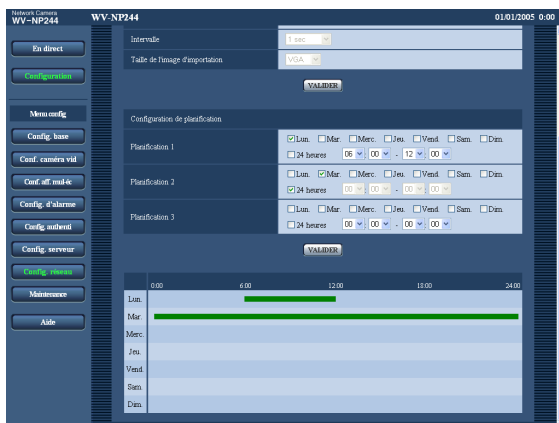 Network Camera
WV-NP244
WV-NP244
01/01/2005 0:00
En direct
Configuration
Menu config
Config. base
Conf. caméra vid
Conf. aff. mul-éc
Config. d'alarme
Config. authenti
Config. serveur
Config. réseau
Maintenance
Aide
Intervalle
1 sec
Taille de l'image d'importation
VGA
VALIDER
Configuration de planification
Planification 1
Lun. Mar. Merc. Jeu. Vend. Sam. Dim.
24 heures 06 : 00 - 12 : 00
Planification 2
Lun. Mar. Merc. Jeu. Vend. Sam. Dim.
24 heures 00 : 00 - 00 : 00
Planification 3
Lun. Mar. Merc. Jeu. Vend. Sam. Dim.
24 heures 00 : 00 - 00 : 00
VALIDER
0:00 6:00 12:00 18:00 24:00
Lun.
Mar.
Merc.
Jeu.
Vend.
Sam.
Dim.